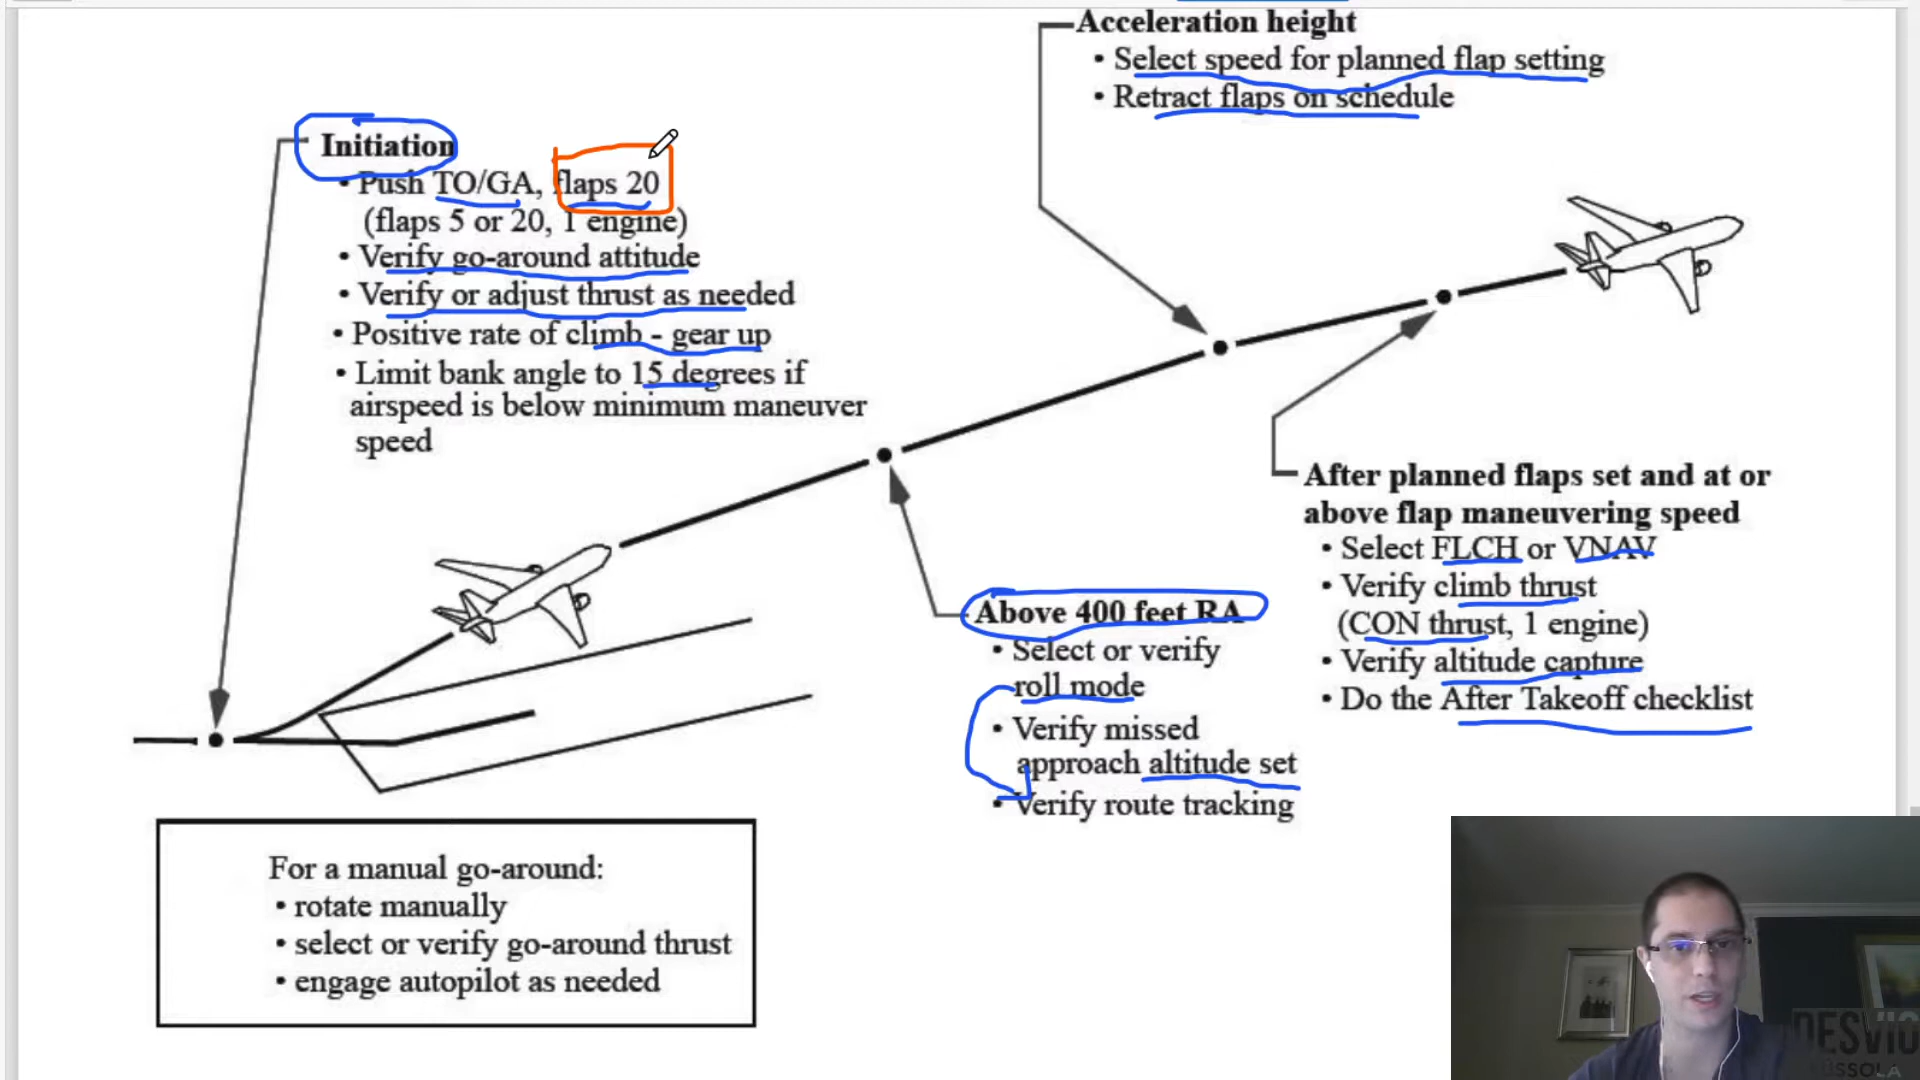 Acceleration height
• Select speed for planned flap setting
• Retract flaps on schedule
Initiation
• Push TO/GA, flaps 20
(flaps 5 or 20, 1 engine)
• Verify go-around attitude
• Verify or adjust thrust as needed
• Positive rate of climb - gear up
• Limit bank angle to 15 degrees if
airspeed is below minimum maneuver
speed
After planned flaps set and at or
above flap maneuvering speed
• Select FLCH or VNAV
• Verify climb thrust
(CON thrust, 1 engine)
• Verify altitude capture
• Do the After Takeoff checklist
Above 400 feet RA
• Select or verify
roll mode
• Verify missed
approach altitude set
• Verify route tracking
For a manual go-around:
• rotate manually
• select or verify go-around thrust
• engage autopilot as needed